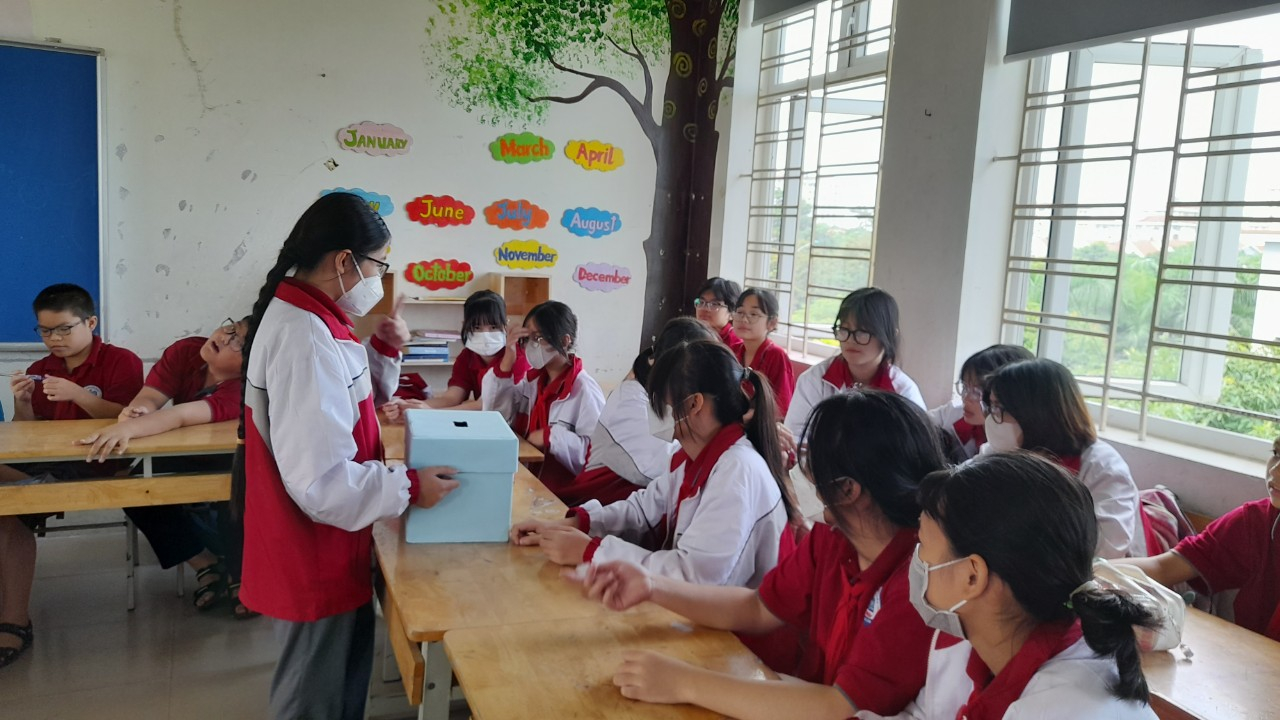 JANUARY
March
April
June
July
August
October
November
December